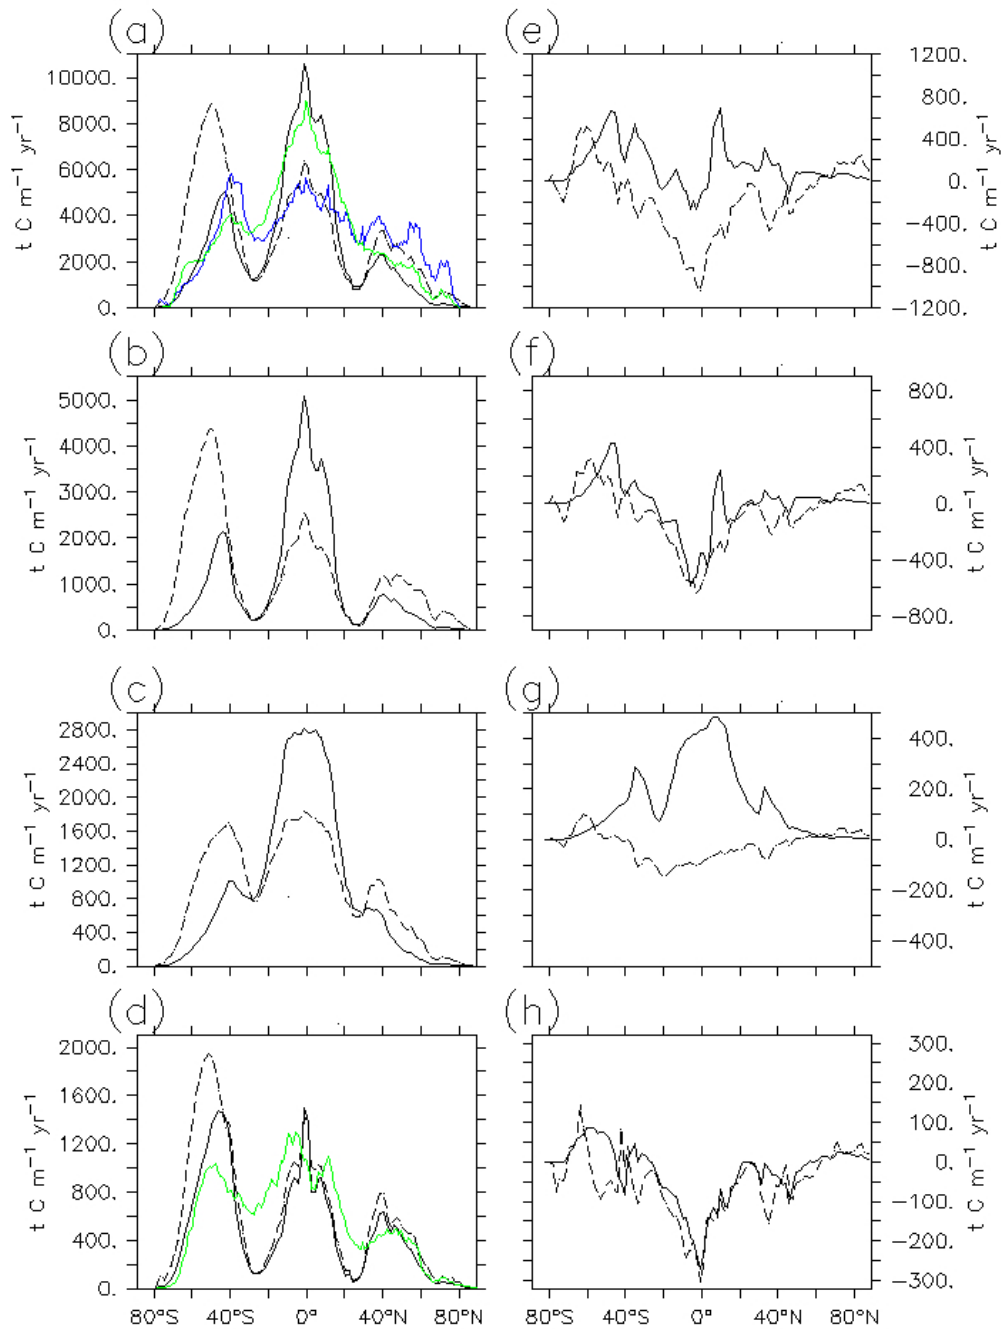 (a)
10000.
8000.
6000.
4000.
2000.
0.
t C m⁻¹ yr⁻¹
(e)
1200.
800.
400.
0.
−400.
−800.
−1200.
t C m⁻¹ yr⁻¹
(b)
5000.
4000.
3000.
2000.
1000.
0.
t C m⁻¹ yr⁻¹
(f)
800.
400.
0.
−400.
−800.
t C m⁻¹ yr⁻¹
(c)
2800.
2400.
2000.
1600.
1200.
800.
400.
0.
t C m⁻¹ yr⁻¹
(g)
400.
200.
0.
−200.
−400.
t C m⁻¹ yr⁻¹
(d)
2000.
1600.
1200.
800.
400.
0.
t C m⁻¹ yr⁻¹
80°S 40°S 0° 40°N 80°N
(h)
300.
200.
100.
0.
−100.
−200.
−300.
t C m⁻¹ yr⁻¹
80°S 40°S 0° 40°N 80°N